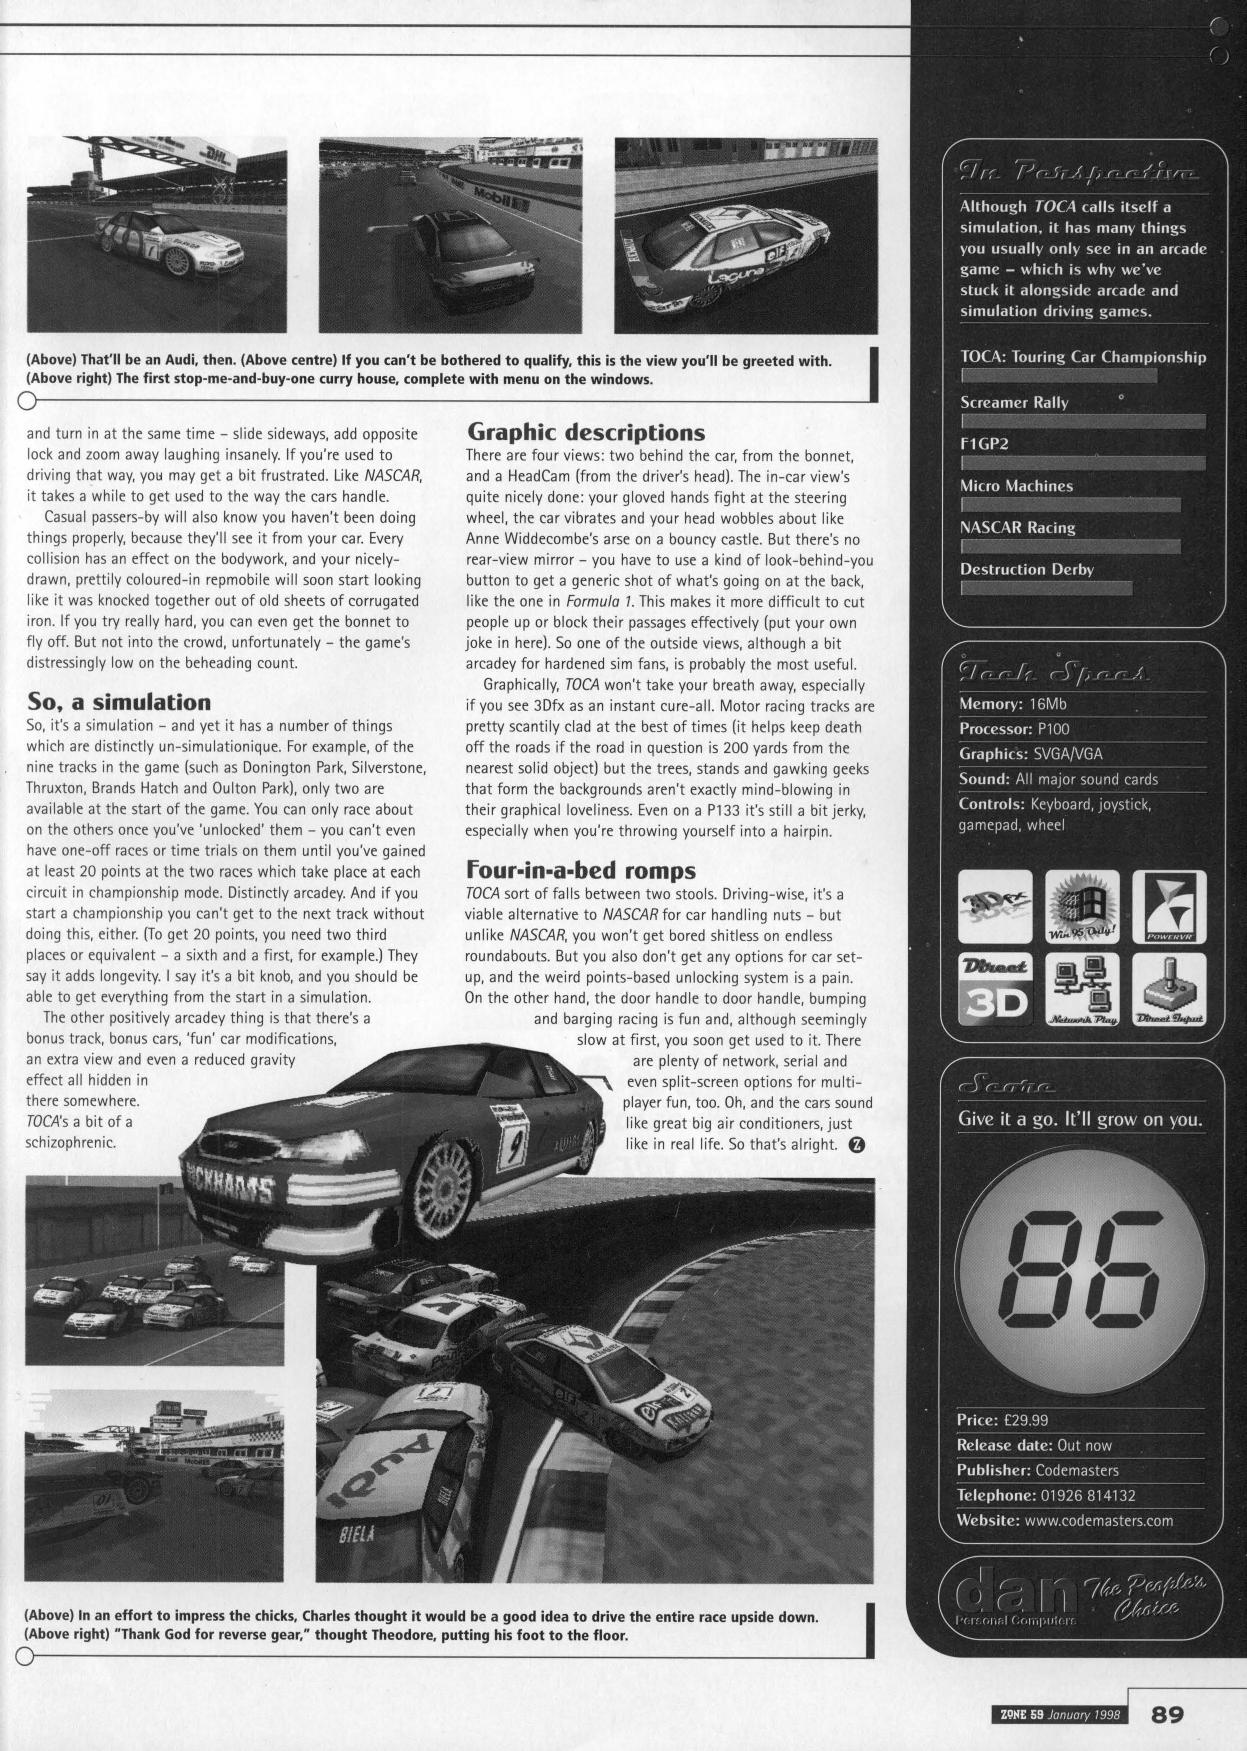 (Above) That'll be an Audi, then. (Above centre) If you can't be bothered to qualify, this is the view you'll be greeted with.
(Above right) The first stop-me-and-buy-one curry house, complete with menu on the windows.
and turn in at the same time – slide sideways, add opposite
lock and zoom away laughing insanely. If you're used to
driving that way, you may get a bit frustrated. Like NASCAR,
it takes a while to get used to the way the cars handle.
Casual passers-by will also know you haven't been doing
things properly, because they'll see it from your car. Every
collision has an effect on the bodywork, and your nicely-
drawn, prettily coloured-in repmobile will soon start looking
like it was knocked together out of old sheets of corrugated
iron. If you try really hard, you can even get the bonnet to
fly off. But not into the crowd, unfortunately – the game's
distressingly low on the beheading count.
So, a simulation
So, it's a simulation – and yet it has a number of things
which are distinctly un-simulationique. For example, of the
nine tracks in the game (such as Donington Park, Silverstone,
Thruxton, Brands Hatch and Oulton Park), only two are
available at the start of the game. You can only race about
on the others once you've 'unlocked' them – you can't even
have one-off races or time trials on them until you've gained
at least 20 points at the two races which take place at each
circuit in championship mode. Distinctly arcadey. And if you
start a championship you can't get to the next track without
doing this, either. (To get 20 points, you need two third
places or equivalent – a sixth and a first, for example.) They
say it adds longevity. I say it's a bit knob, and you should be
able to get everything from the start in a simulation.
The other positively arcadey thing is that there's a
bonus track, bonus cars, 'fun' car modifications,
an extra view and even a reduced gravity
effect all hidden in
there somewhere.
TOCA's a bit of a
schizophrenic.
Graphic descriptions
There are four views: two behind the car, from the bonnet,
and a HeadCam (from the driver's head). The in-car view's
quite nicely done: your gloved hands fight at the steering
wheel, the car vibrates and your head wobbles about like
Anne Widdecombe's arse on a bouncy castle. But there's no
rear-view mirror – you have to use a kind of look-behind-you
button to get a generic shot of what's going on at the back,
like the one in Formula 1. This makes it more difficult to cut
people up or block their passages effectively (put your own
joke in here). So one of the outside views, although a bit
arcadey for hardened sim fans, is probably the most useful.
Graphically, TOCA won't take your breath away, especially
if you see 3Dfx as an instant cure-all. Motor racing tracks are
pretty scantily clad at the best of times (it helps keep death
off the roads if the road in question is 200 yards from the
nearest solid object) but the trees, stands and gawking geeks
that form the backgrounds aren't exactly mind-blowing in
their graphical loveliness. Even on a P133 it's still a bit jerky,
especially when you're throwing yourself into a hairpin.
Four-in-a-bed romps
TOCA sort of falls between two stools. Driving-wise, it's a
viable alternative to NASCAR for car handling nuts – but
unlike NASCAR, you won't get bored shitless on endless
roundabouts. But you also don't get any options for car set-
up, and the weird points-based unlocking system is a pain.
On the other hand, the door handle to door handle, bumping
and barging racing is fun and, although seemingly
slow at first, you soon get used to it. There
are plenty of network, serial and
even split-screen options for multi-
player fun, too. Oh, and the cars sound
like great big air conditioners, just
like in real life. So that's alright. Z
(Above) In an effort to impress the chicks, Charles thought it would be a good idea to drive the entire race upside down.
(Above right) "Thank God for reverse gear," thought Theodore, putting his foot to the floor.
In Perspective
Although TOCA calls itself a
simulation, it has many things
you usually only see in an arcade
game – which is why we've
stuck it alongside arcade and
simulation driving games.
TOCA: Touring Car Championship
Screamer Rally
F1GP2
Micro Machines
NASCAR Racing
Destruction Derby
Tech Specs
Memory: 16Mb
Processor: P100
Graphics: SVGA/VGA
Sound: All major sound cards
Controls: Keyboard, joystick,
gamepad, wheel
3Dfx
Win 95 Only!
POWERVR
Direct 3D
Network Play
Direct Input
Score
Give it a go. It'll grow on you.
86
Price: £29.99
Release date: Out now
Publisher: Codemasters
Telephone: 01926 814132
Website: www.codemasters.com
dan
Personal Computers
The People's
Choice
ZONE 59 January 1998
89
DHL
DHL
Mobil
Laguna
elf
9
AUDI
BIELA
RENAULT
elf
MobilS